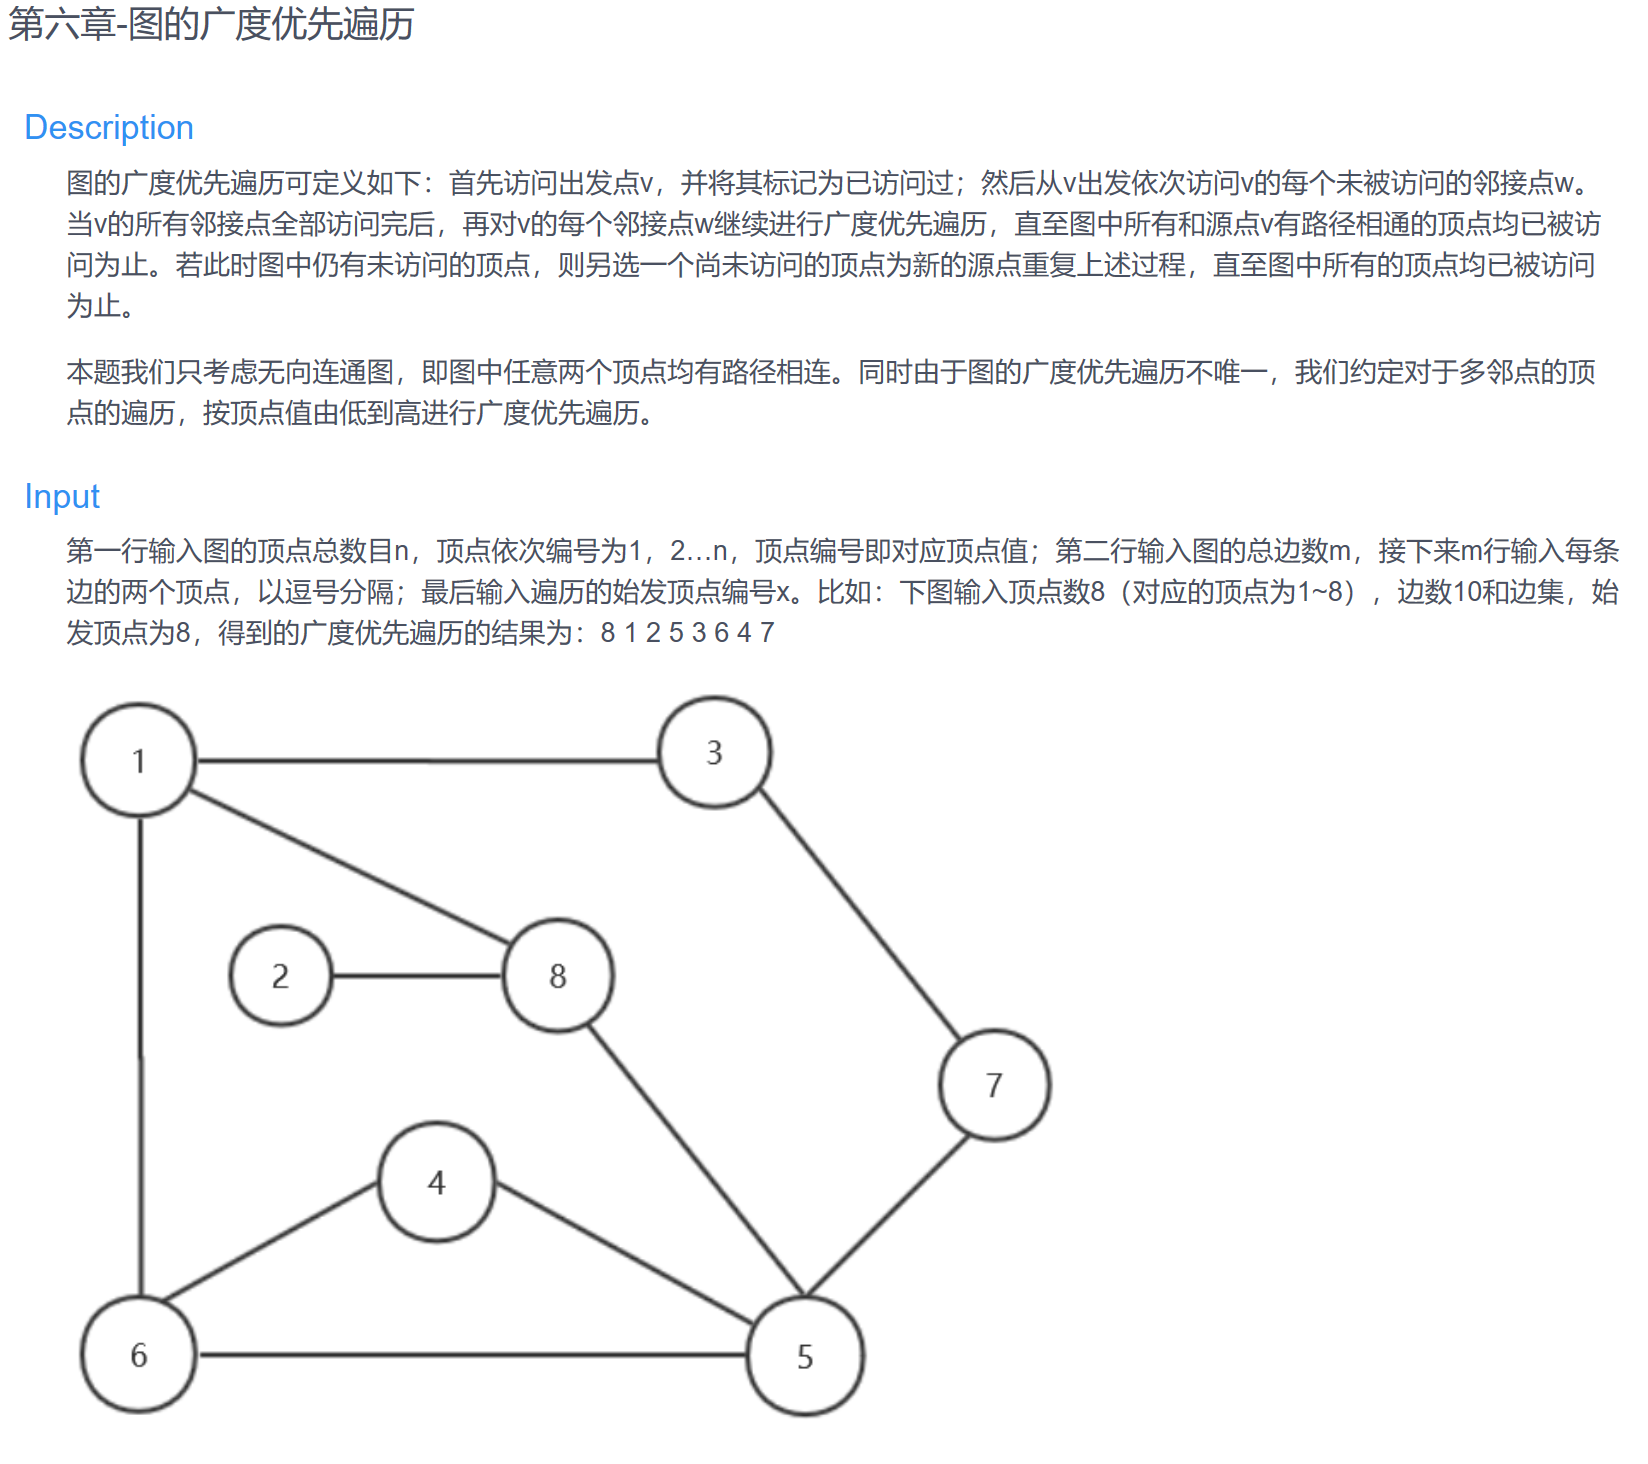 第六章-图的广度优先遍历
Description
图的广度优先遍历可定义如下：首先访问出发点v，并将其标记为已访问过；然后从v出发依次访问v的每个未被访问的邻接点w。
当v的所有邻接点全部访问完后，再对v的每个邻接点w继续进行广度优先遍历，直至图中所有和源点v有路径相通的顶点均已被访
问为止。若此时图中仍有未访问的顶点，则另选一个尚未访问的顶点为新的源点重复上述过程，直至图中所有的顶点均已被访问
为止。
本题我们只考虑无向连通图，即图中任意两个顶点均有路径相连。同时由于图的广度优先遍历不唯一，我们约定对于多邻点的顶
点的遍历，按顶点值由低到高进行广度优先遍历。
Input
第一行输入图的顶点总数目n，顶点依次编号为1，2...n，顶点编号即对应顶点值；第二行输入图的总边数m，接下来m行输入每条
边的两个顶点，以逗号分隔；最后输入遍历的始发顶点编号x。比如：下图输入顶点数8（对应的顶点为1~8），边数10和边集，始
发顶点为8，得到的广度优先遍历的结果为：8 1 2 5 3 6 4 7
1
3
2
8
7
4
6
5